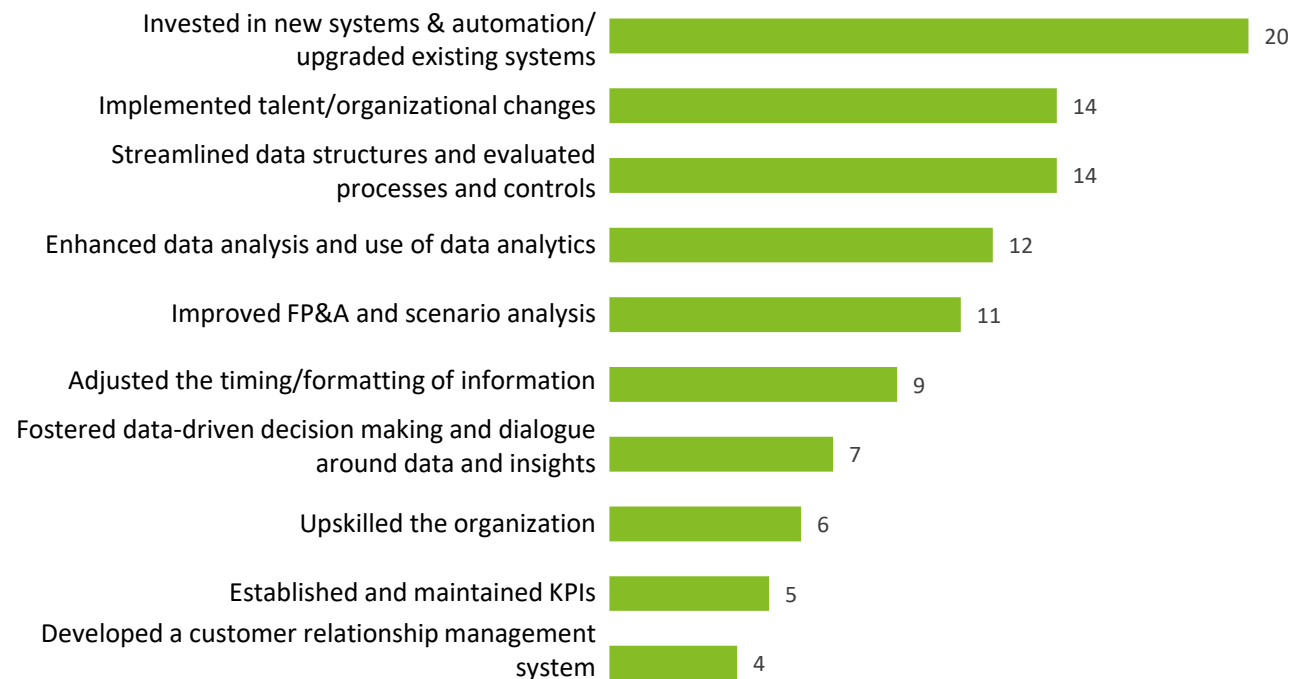 Invested in new systems & automation/
upgraded existing systems
20
Implemented talent/organizational changes
14
Streamlined data structures and evaluated
processes and controls
14
Enhanced data analysis and use of data analytics
12
Improved FP&A and scenario analysis
11
Adjusted the timing/formatting of information
9
Fostered data-driven decision making and dialogue
around data and insights
7
Upskilled the organization
6
Established and maintained KPIs
5
Developed a customer relationship management
system
4